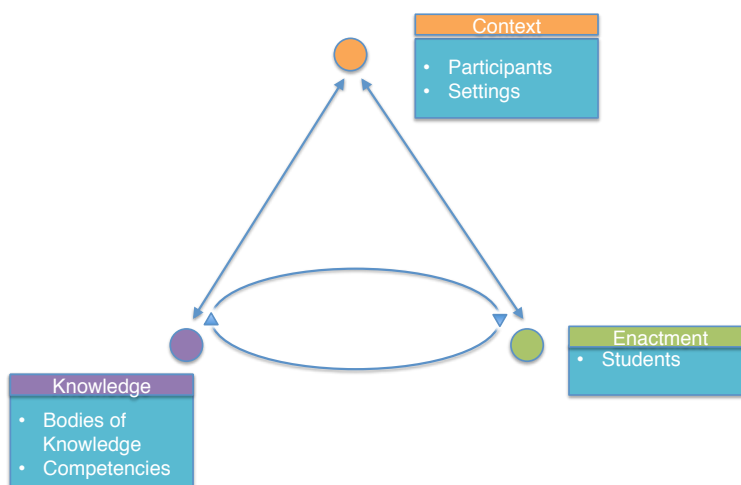 Context
• Participants
• Settings
Enactment
• Students
Knowledge
• Bodies of
Knowledge
• Competencies